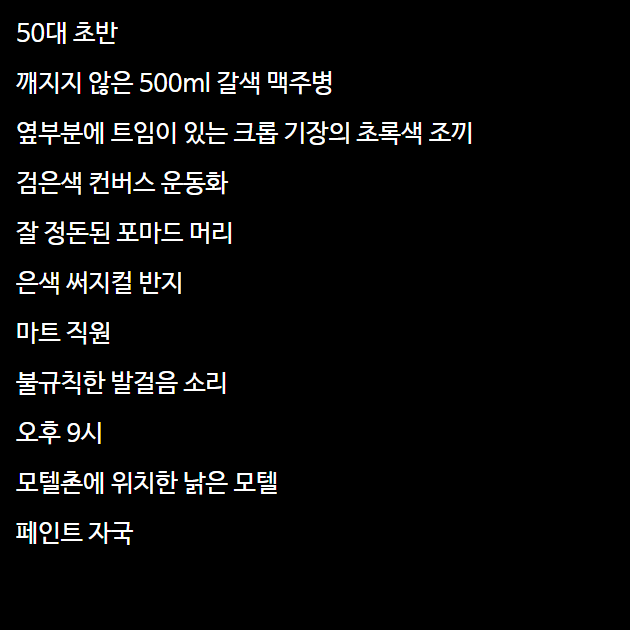 50대 초반
깨지지 않은 500ml 갈색 맥주병
옆부분에 트임이 있는 크롭 기장의 초록색 조끼
검은색 컨버스 운동화
잘 정돈된 포마드 머리
은색 써지컬 반지
마트 직원
불규칙한 발걸음 소리
오후 9시
모텔촌에 위치한 낡은 모텔
페인트 자국